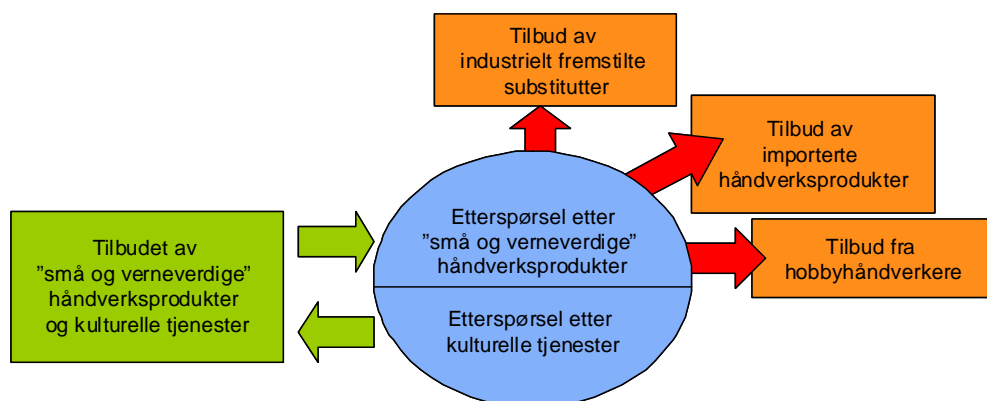 Tilbud av
industrielt fremstilte
substitutter
Tilbud av
importerte
håndverksprodukter
Tilbud fra
hobbyhåndverkere
Etterspørsel etter
”små og verneverdige”
håndverksprodukter
Etterspørsel etter
kulturelle tjenester
Tilbudet av
”små og verneverdige”
håndverksprodukter
og kulturelle tjenester